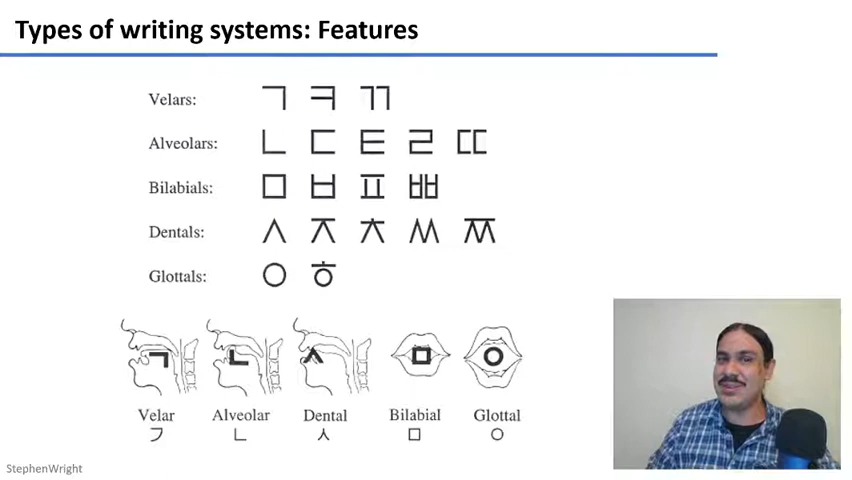 Types of writing systems: Features
Velars: ㄱ ㅋ ㄲ
Alveolars: ㄴ ㄷ ㅌ ㄹ ㄸ
Bilabials: ㅁ ㅂ ㅍ ㅃ
Dentals: ㅅ ㅈ ㅊ ㅆ ㅉ
Glottals: ㅇ ㅎ
ㄱ ㄴ ㅅ ㅁ ㅇ
Velar Alveolar Dental Bilabial Glottal
ㄱ ㄴ ㅅ ㅁ ㅇ
StephenWright